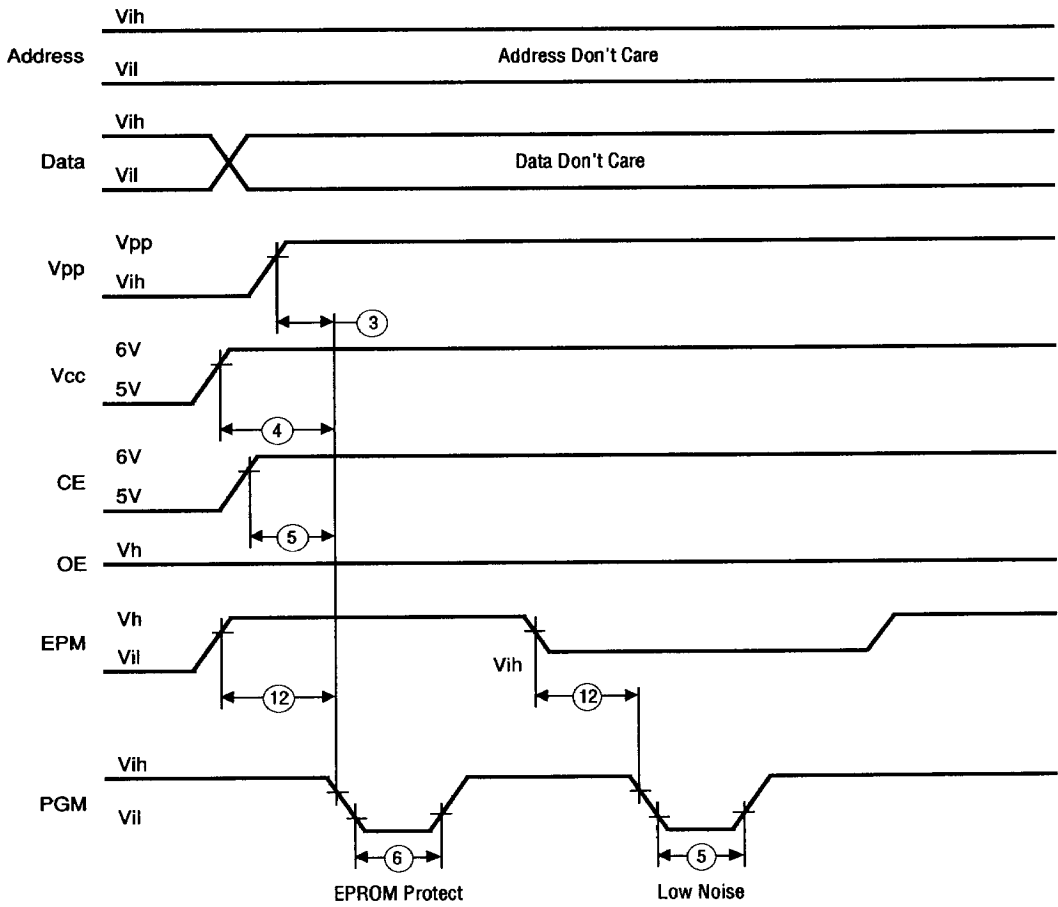 Vih
Address
Address Don't Care
Vil
Vih
Data
Data Don't Care
Vil
Vpp
Vpp
Vih
3
6V
Vcc
5V
4
6V
CE
5V
5
Vh
OE
Vh
EPM
Vil
Vih
12
12
Vih
PGM
Vil
6
5
EPROM Protect
Low Noise